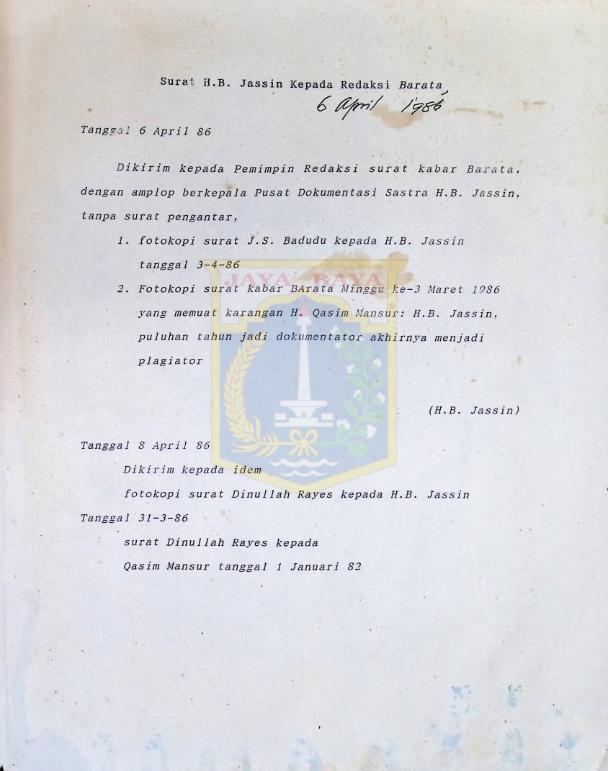 Surat H.B. Jassin Kepada Redaksi Barata
6 April 1986
Tanggal 6 April 86
Dikirim kepada Pemimpin Redaksi surat kabar Barata,
dengan amplop berkepala Pusat Dokumentasi Sastra H.B. Jassin,
tanpa surat pengantar,
1. fotokopi surat J.S. Badudu kepada H.B. Jassin
tanggal 3-4-86
JAYA RAYA
2. Fotokopi surat kabar BArata Minggu ke-3 Maret 1986
yang memuat karangan H. Qasim Mansur: H.B. Jassin,
puluhan tahun jadi dokumentator akhirnya menjadi
plagiator
(H.B. Jassin)
Tanggal 8 April 86
Dikirim kepada idem
fotokopi surat Dinullah Rayes kepada H.B. Jassin
Tanggal 31-3-86
surat Dinullah Rayes kepada
Qasim Mansur tanggal 1 Januari 82